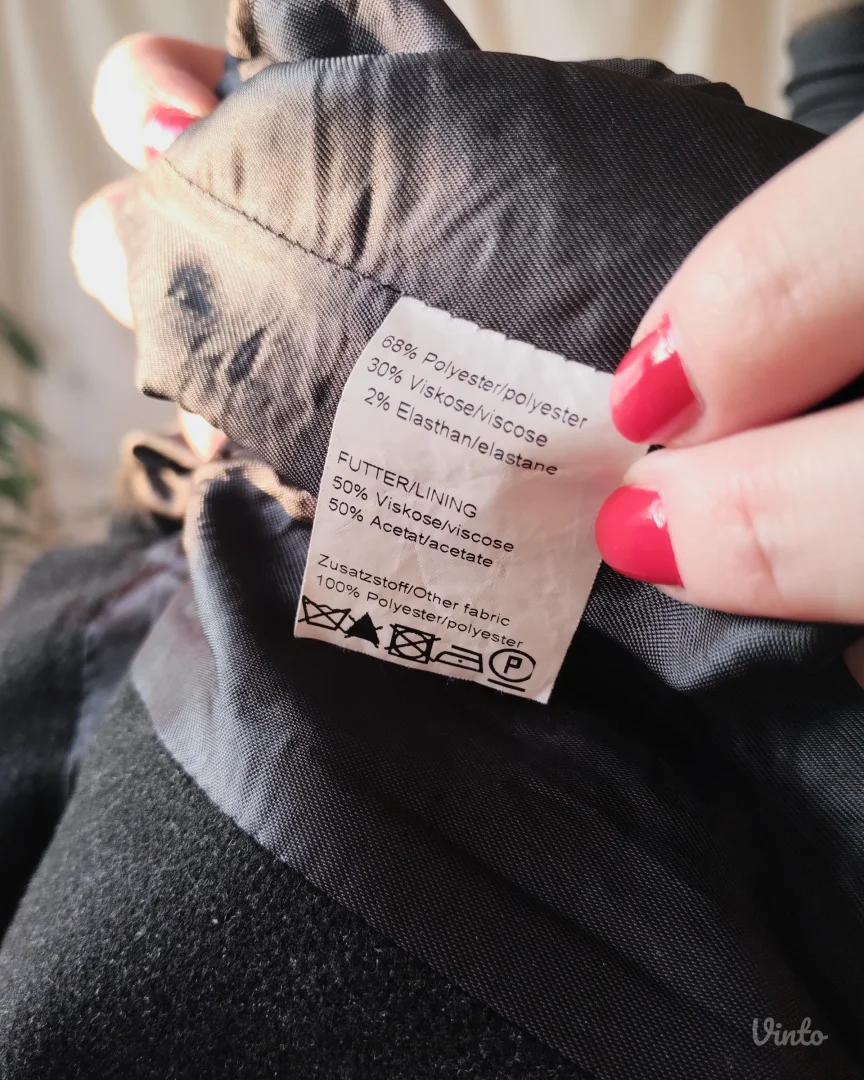 68% Polyester/polyester
30% Viskose/viscose
2% Elasthan/elastane
FUTTER/LINING
50% Viskose/viscose
50% Acetat/acetate
Zusatzstoff/Other fabric
100% Polyester/polyester
P
Vinto